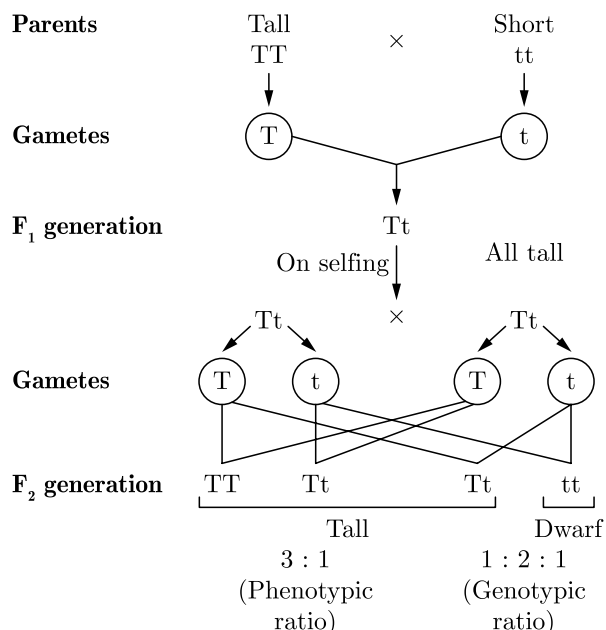 Parents Tall × Short
TT tt
Gametes T t
F₁ generation Tt
On selfing All tall
Tt × Tt
Gametes T t T t
F₂ generation TT Tt Tt tt
Tall Dwarf
3 : 1 1 : 2 : 1
(Phenotypic (Genotypic
ratio) ratio)